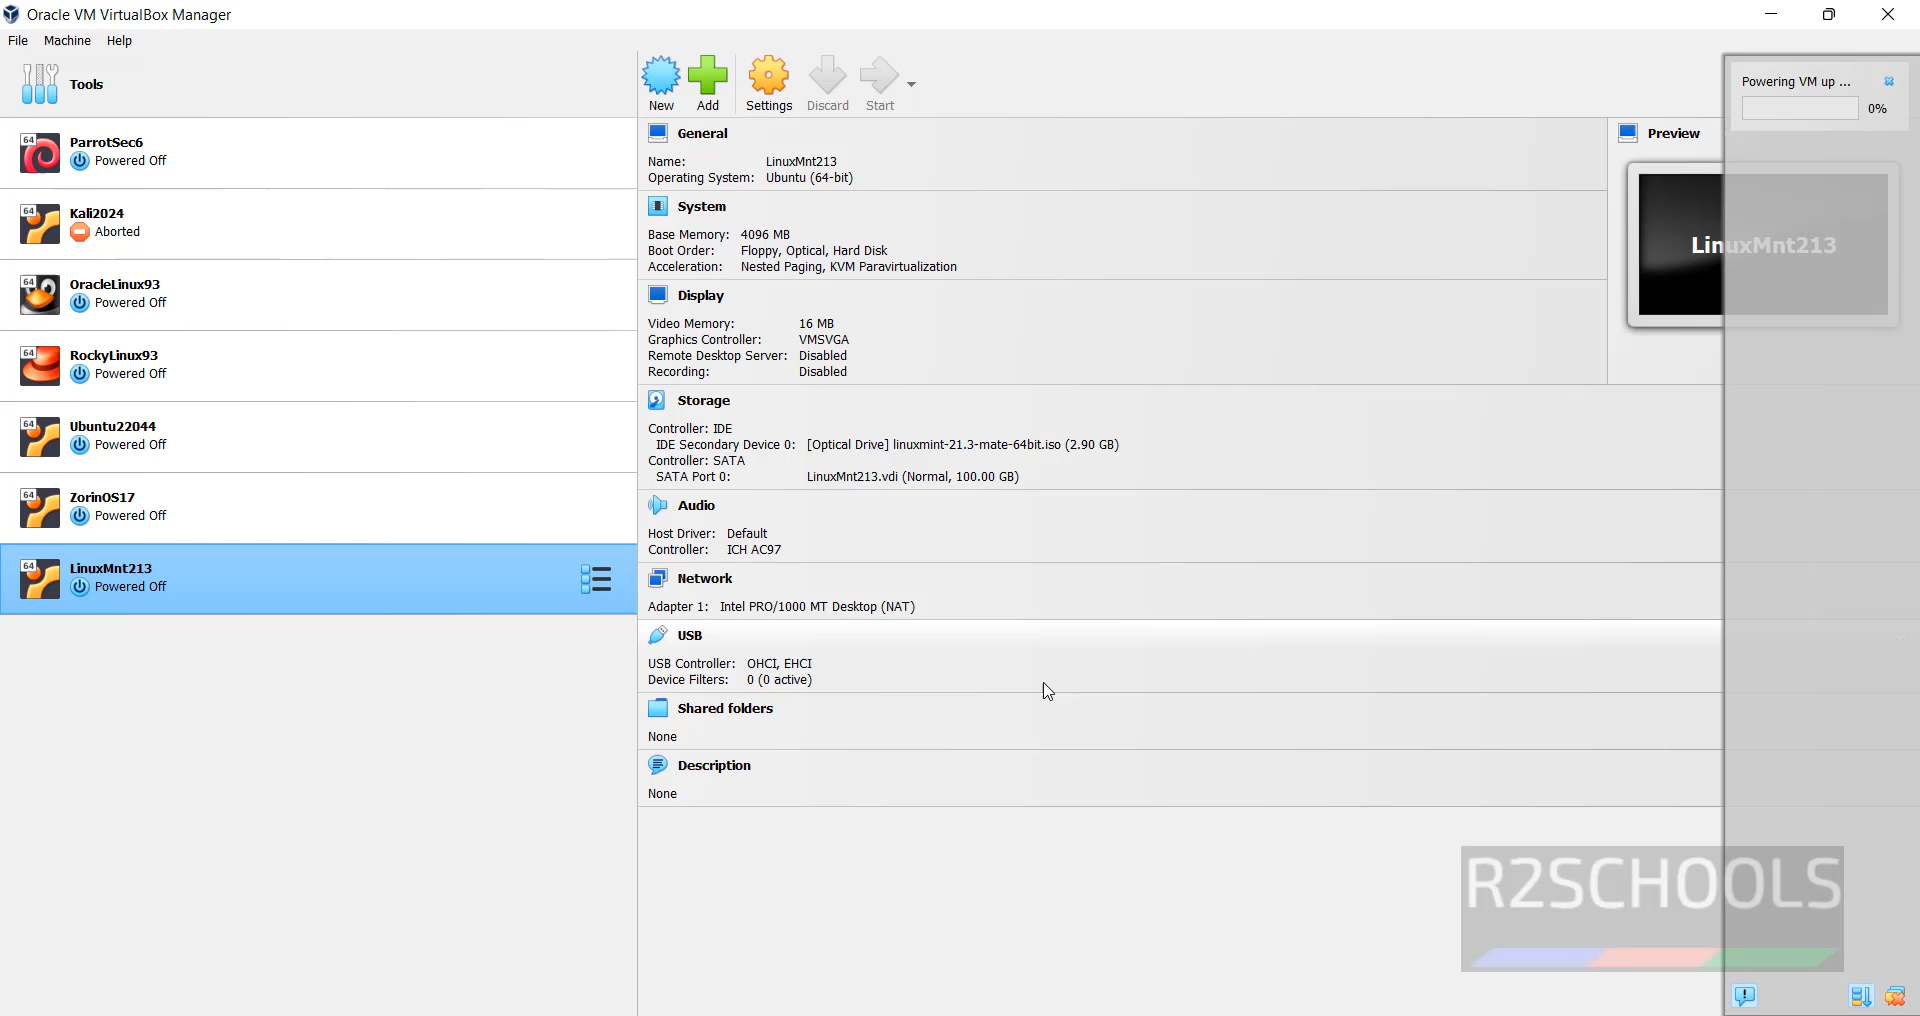 Oracle VM VirtualBox Manager
File Machine Help
Tools
New Add Settings Discard Start
64 ParrotSec6
Powered Off
64 Kali2024
Aborted
64 OracleLinux93
Powered Off
64 RockyLinux93
Powered Off
64 Ubuntu22044
Powered Off
64 ZorinOS17
Powered Off
64 LinuxMnt213
Powered Off
General
Name: LinuxMnt213
Operating System: Ubuntu (64-bit)
System
Base Memory: 4096 MB
Boot Order: Floppy, Optical, Hard Disk
Acceleration: Nested Paging, KVM Paravirtualization
Display
Video Memory: 16 MB
Graphics Controller: VMSVGA
Remote Desktop Server: Disabled
Recording: Disabled
Storage
Controller: IDE
IDE Secondary Device 0: [Optical Drive] linuxmint-21.3-mate-64bit.iso (2.90 GB)
Controller: SATA
SATA Port 0: LinuxMnt213.vdi (Normal, 100.00 GB)
Audio
Host Driver: Default
Controller: ICH AC97
Network
Adapter 1: Intel PRO/1000 MT Desktop (NAT)
USB
USB Controller: OHCI, EHCI
Device Filters: 0 (0 active)
Shared folders
None
Description
None
Preview
LinuxMnt213
Powering VM up ...
0%
R2SCHOOLS